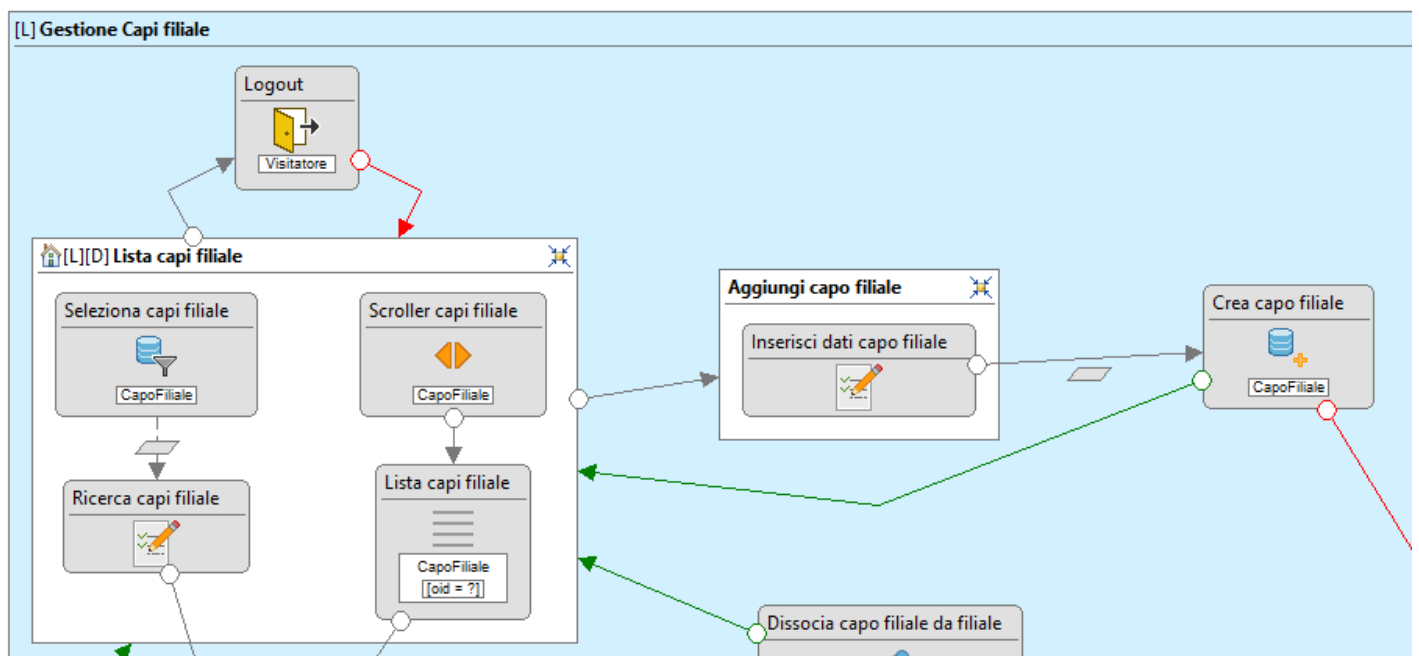 [L] Gestione Capi filiale
Logout
Visitatore
[L][D] Lista capi filiale
Seleziona capi filiale
CapoFiliale
Scroller capi filiale
CapoFiliale
Ricerca capi filiale
Lista capi filiale
CapoFiliale
[oid = ?]
Aggiungi capo filiale
Inserisci dati capo filiale
Crea capo filiale
CapoFiliale
Dissocia capo filiale da filiale